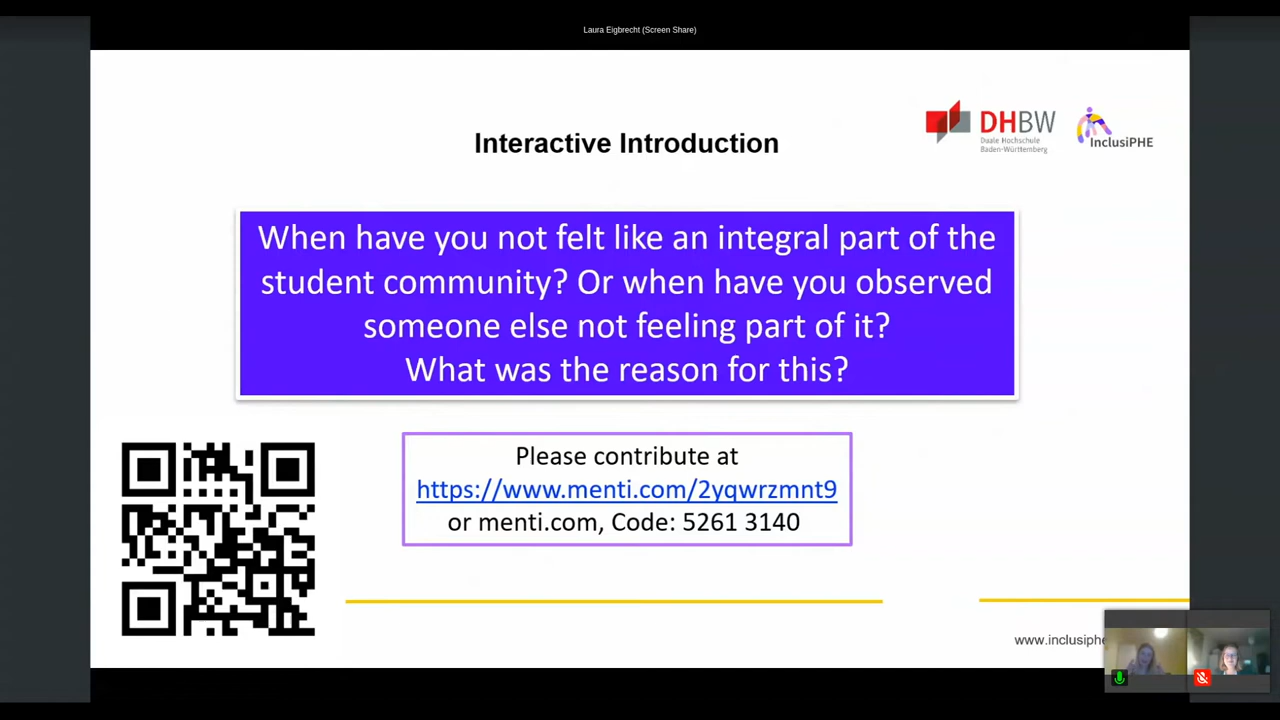 Laura Eigbrecht (Screen Share)
DHBW
Duale Hochschule
Baden-Württemberg
InclusiPHE
Interactive Introduction
When have you not felt like an integral part of the
student community? Or when have you observed
someone else not feeling part of it?
What was the reason for this?
Please contribute at
https://www.menti.com/2yqwrzmnt9
or menti.com, Code: 5261 3140
www.inclusiphe